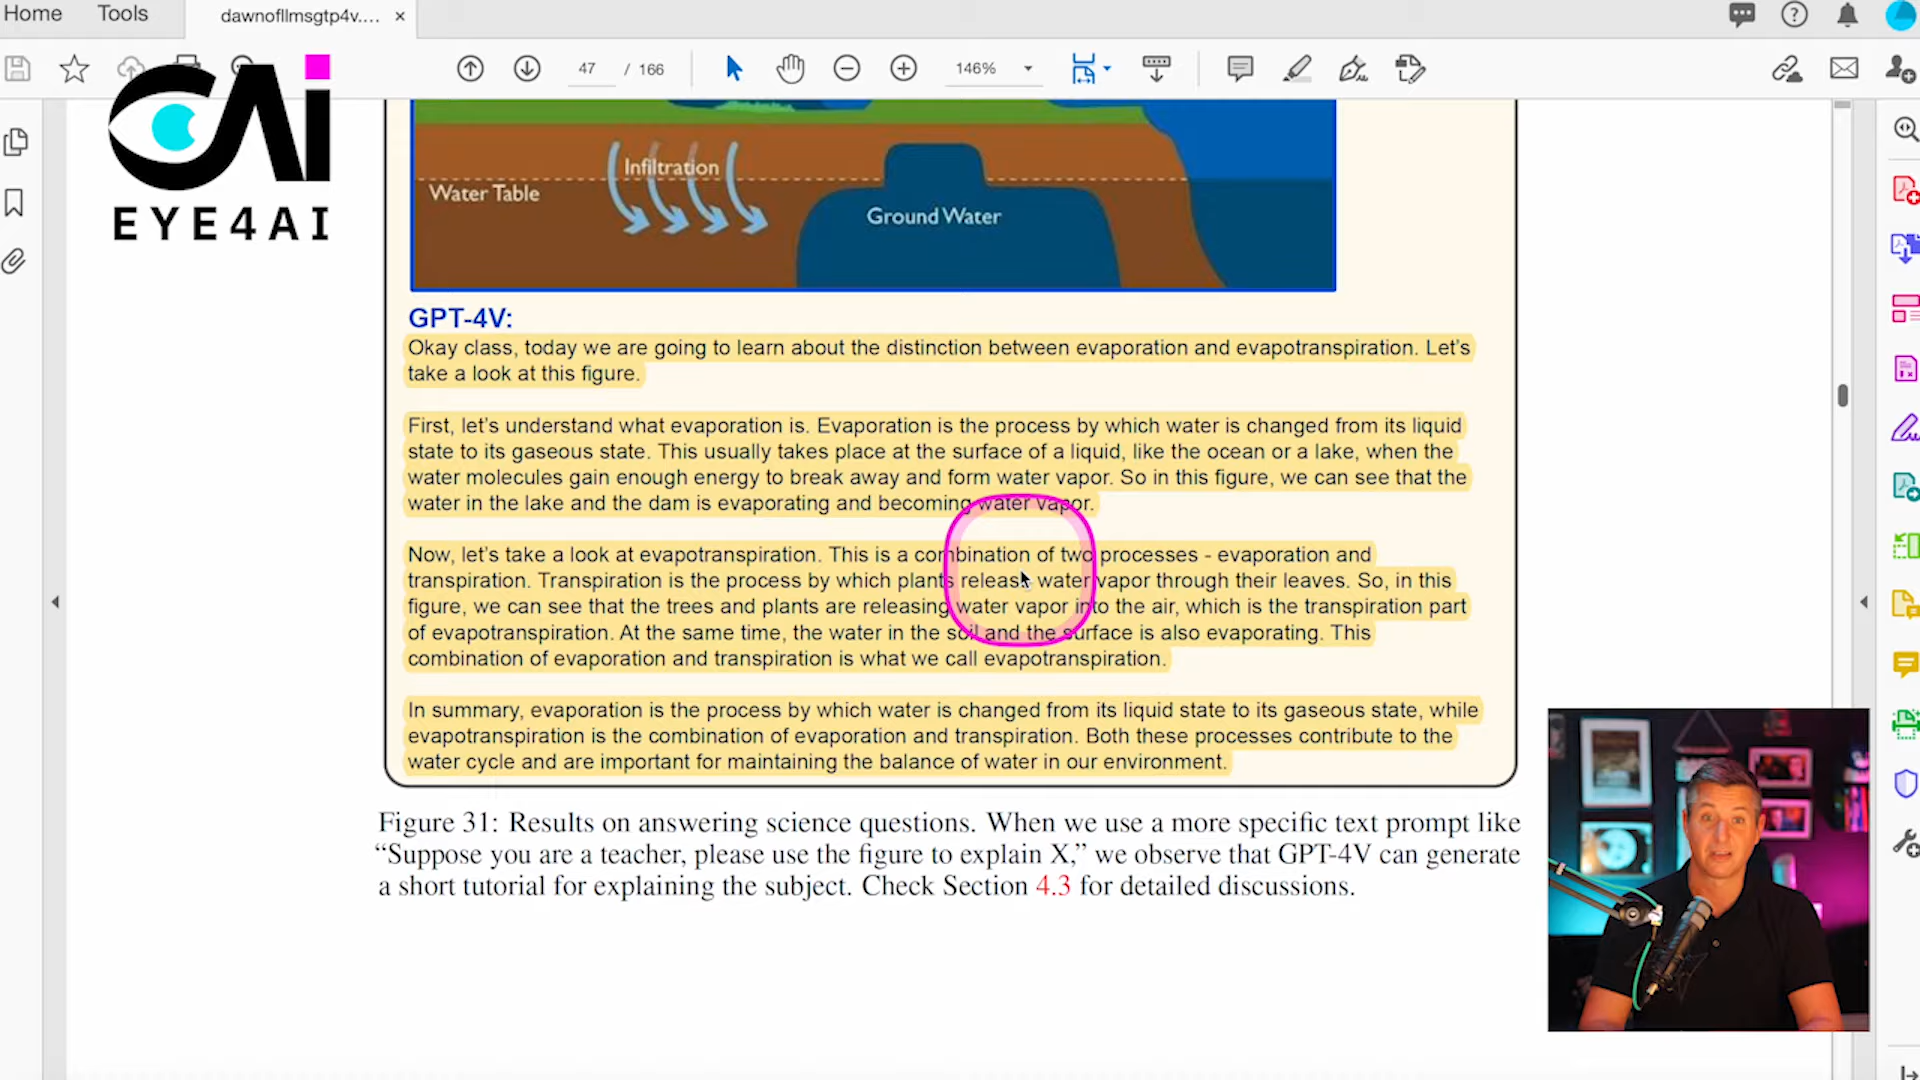 Home
Tools
dawnofllmsgtp4v....
47
/ 166
146%
EYE4AI
Infiltration
Water Table
Ground Water
GPT-4V:
Okay class, today we are going to learn about the distinction between evaporation and evapotranspiration. Let's
take a look at this figure.
First, let's understand what evaporation is. Evaporation is the process by which water is changed from its liquid
state to its gaseous state. This usually takes place at the surface of a liquid, like the ocean or a lake, when the
water molecules gain enough energy to break away and form water vapor. So in this figure, we can see that the
water in the lake and the dam is evaporating and becoming water vapor.
Now, let's take a look at evapotranspiration. This is a combination of two processes - evaporation and
transpiration. Transpiration is the process by which plants release water vapor through their leaves. So, in this
figure, we can see that the trees and plants are releasing water vapor into the air, which is the transpiration part
of evapotranspiration. At the same time, the water in the soil and the surface is also evaporating. This
combination of evaporation and transpiration is what we call evapotranspiration.
In summary, evaporation is the process by which water is changed from its liquid state to its gaseous state, while
evapotranspiration is the combination of evaporation and transpiration. Both these processes contribute to the
water cycle and are important for maintaining the balance of water in our environment.
Figure 31: Results on answering science questions. When we use a more specific text prompt like
“Suppose you are a teacher, please use the figure to explain X,” we observe that GPT-4V can generate
a short tutorial for explaining the subject. Check Section 4.3 for detailed discussions.